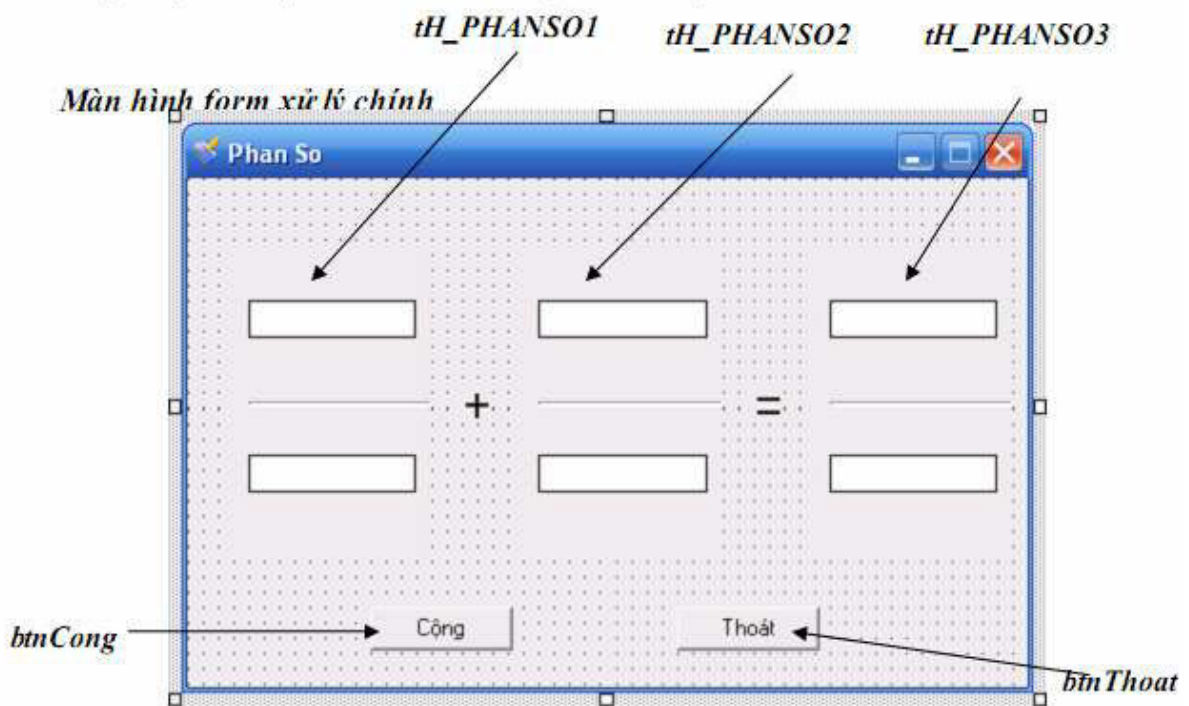 tH_PHANSO1
tH_PHANSO2
tH_PHANSO3
Màn hình form xử lý chính
Phan So
+
=
Cộng
Thoát
btnCong
btnThoat